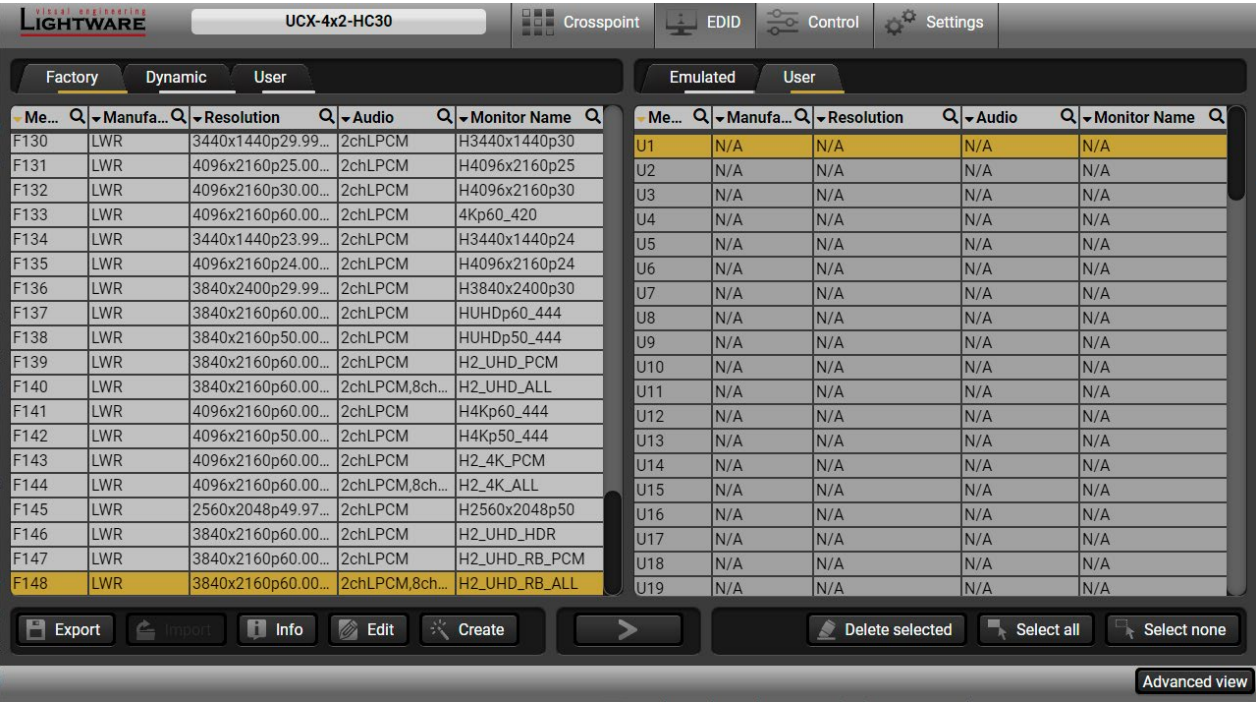 visual engineering
LIGHTWARE
UCX-4x2-HC30
Crosspoint
EDID
Control
Settings
Factory Dynamic User
Me... Manufa... Resolution Audio Monitor Name
F130 LWR 3440x1440p29.99... 2chLPCM H3440x1440p30
F131 LWR 4096x2160p25.00... 2chLPCM H4096x2160p25
F132 LWR 4096x2160p30.00... 2chLPCM H4096x2160p30
F133 LWR 4096x2160p60.00... 2chLPCM 4Kp60_420
F134 LWR 3440x1440p23.99... 2chLPCM H3440x1440p24
F135 LWR 4096x2160p24.00... 2chLPCM H4096x2160p24
F136 LWR 3840x2400p29.99... 2chLPCM H3840x2400p30
F137 LWR 3840x2160p60.00... 2chLPCM HUHDp60_444
F138 LWR 3840x2160p50.00... 2chLPCM HUHDp50_444
F139 LWR 3840x2160p60.00... 2chLPCM H2_UHD_PCM
F140 LWR 3840x2160p60.00... 2chLPCM,8ch... H2_UHD_ALL
F141 LWR 4096x2160p60.00... 2chLPCM H4Kp60_444
F142 LWR 4096x2160p50.00... 2chLPCM H4Kp50_444
F143 LWR 4096x2160p60.00... 2chLPCM H2_4K_PCM
F144 LWR 4096x2160p60.00... 2chLPCM,8ch... H2_4K_ALL
F145 LWR 2560x2048p49.97... 2chLPCM H2560x2048p50
F146 LWR 3840x2160p60.00... 2chLPCM H2_UHD_HDR
F147 LWR 3840x2160p60.00... 2chLPCM H2_UHD_RB_PCM
F148 LWR 3840x2160p60.00... 2chLPCM,8ch... H2_UHD_RB_ALL
Export Import Info Edit Create
>
Emulated User
Me... Manufa... Resolution Audio Monitor Name
U1 N/A N/A N/A N/A
U2 N/A N/A N/A N/A
U3 N/A N/A N/A N/A
U4 N/A N/A N/A N/A
U5 N/A N/A N/A N/A
U6 N/A N/A N/A N/A
U7 N/A N/A N/A N/A
U8 N/A N/A N/A N/A
U9 N/A N/A N/A N/A
U10 N/A N/A N/A N/A
U11 N/A N/A N/A N/A
U12 N/A N/A N/A N/A
U13 N/A N/A N/A N/A
U14 N/A N/A N/A N/A
U15 N/A N/A N/A N/A
U16 N/A N/A N/A N/A
U17 N/A N/A N/A N/A
U18 N/A N/A N/A N/A
U19 N/A N/A N/A N/A
Delete selected Select all Select none
Advanced view